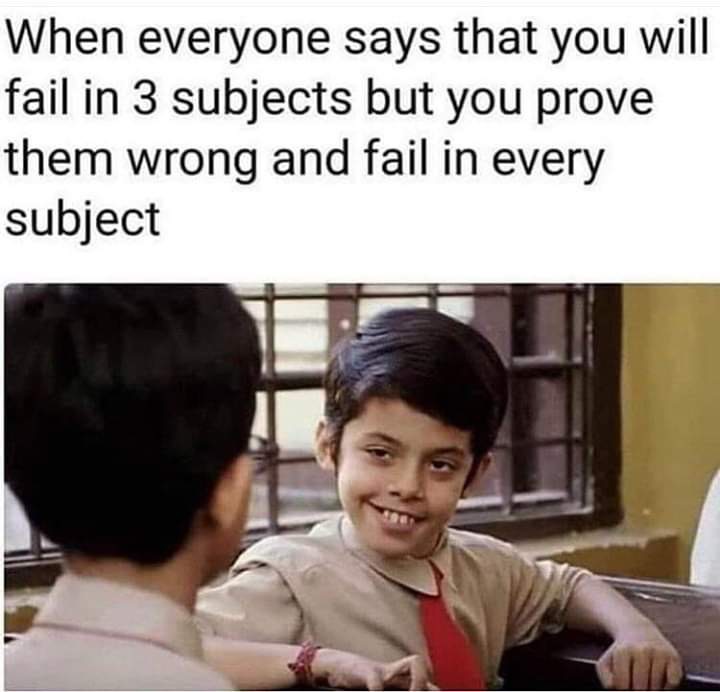 When everyone says that you will
fail in 3 subjects but you prove
them wrong and fail in every
subject